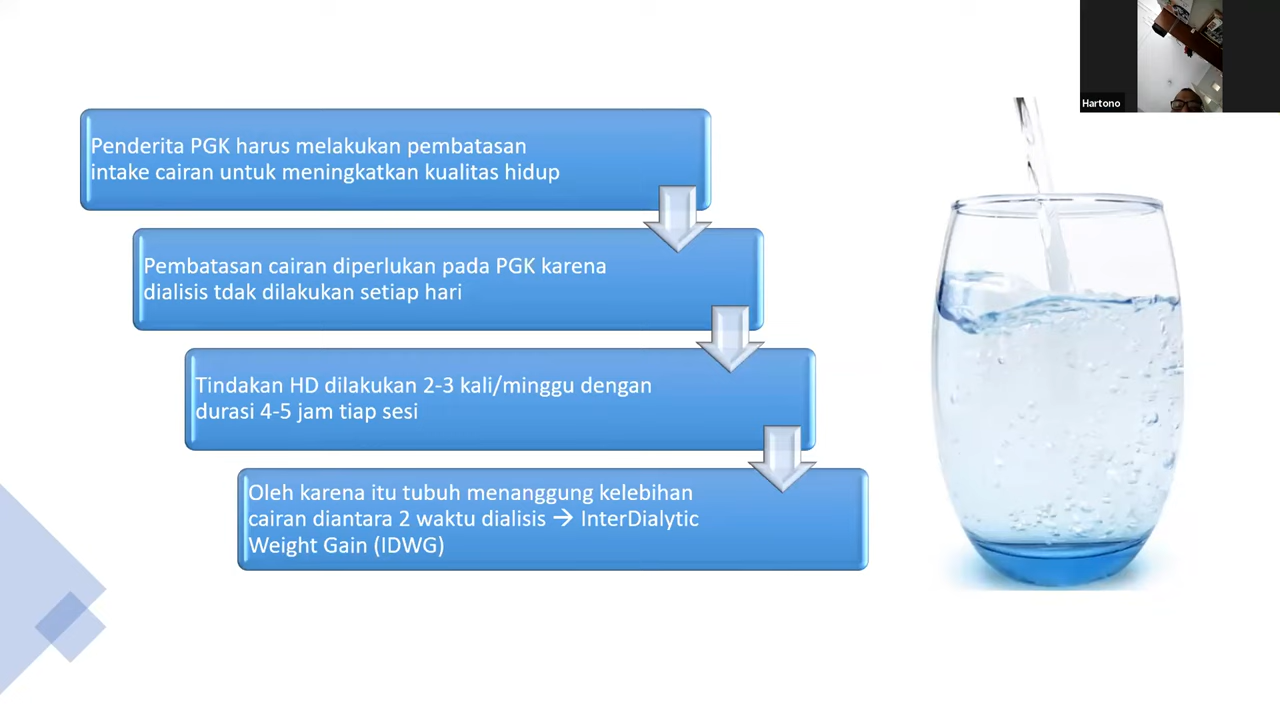 Hartono
Penderita PGK harus melakukan pembatasan
intake cairan untuk meningkatkan kualitas hidup
Pembatasan cairan diperlukan pada PGK karena
dialisis tdak dilakukan setiap hari
Tindakan HD dilakukan 2-3 kali/minggu dengan
durasi 4-5 jam tiap sesi
Oleh karena itu tubuh menanggung kelebihan
cairan diantara 2 waktu dialisis → InterDialytic
Weight Gain (IDWG)